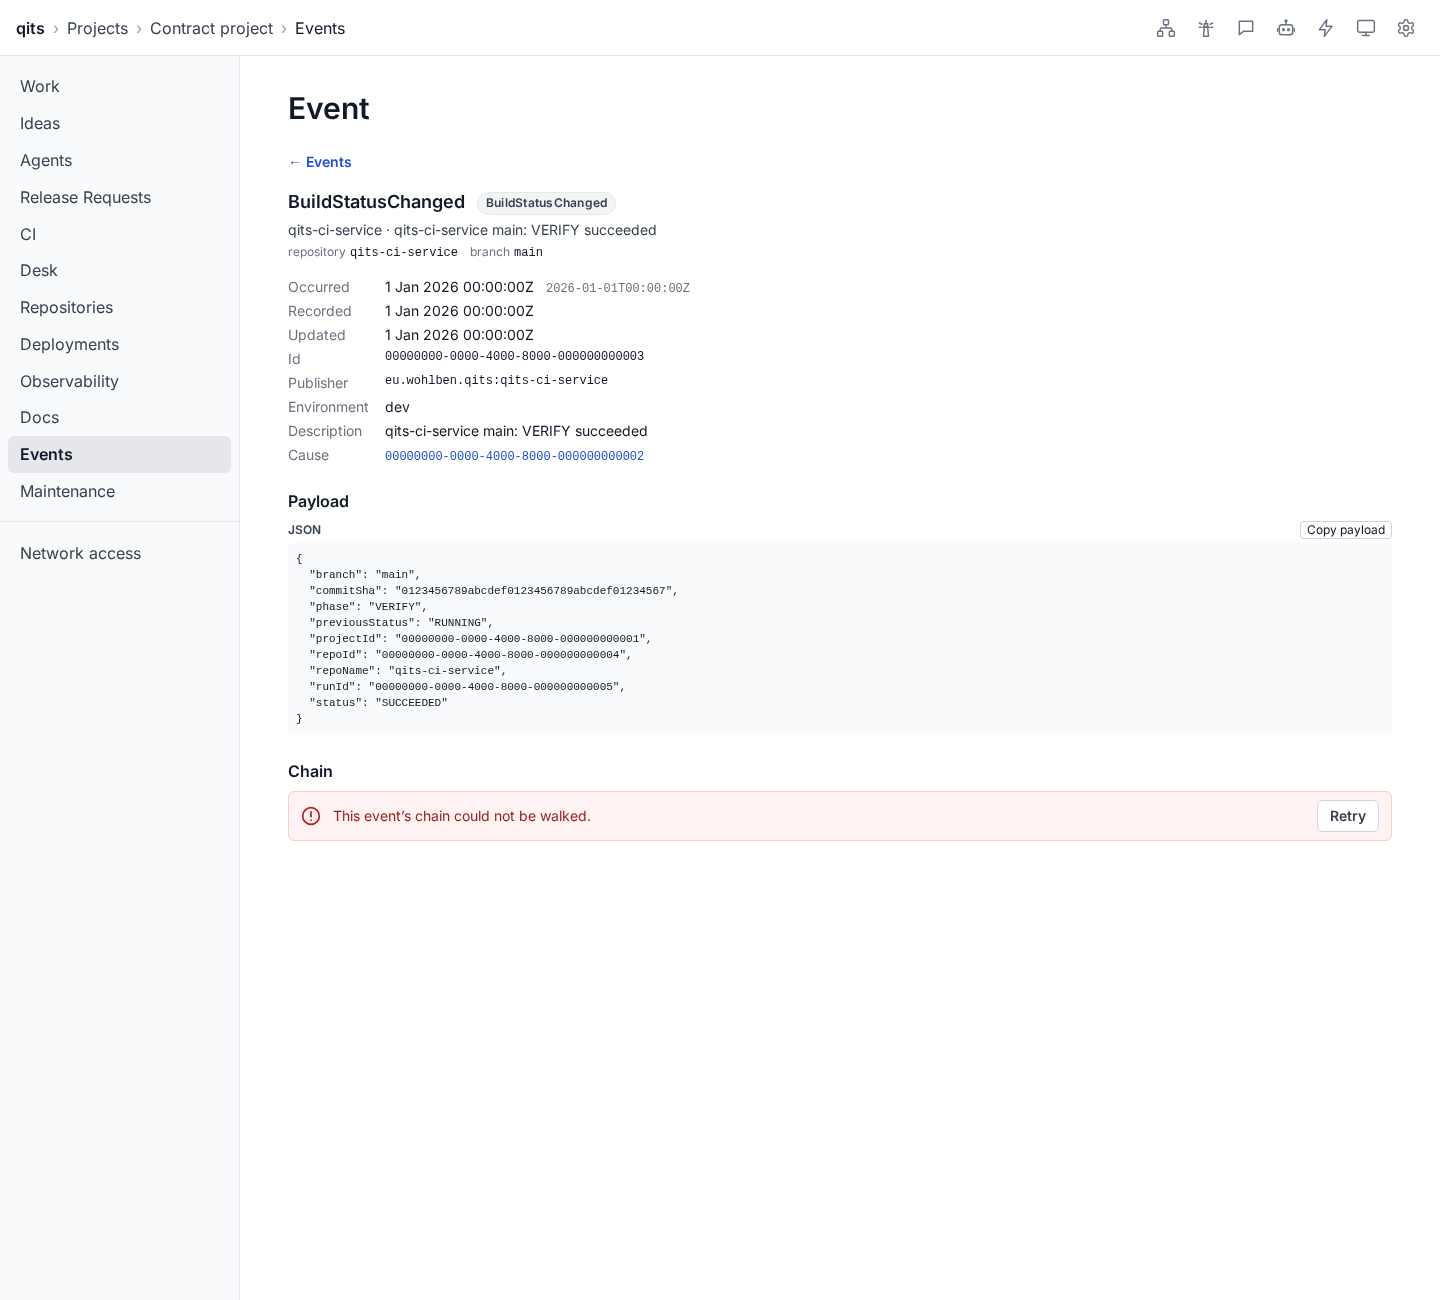 qits › Projects › Contract project › Events
Work
Ideas
Agents
Release Requests
CI
Desk
Repositories
Deployments
Observability
Docs
Events
Maintenance
Network access
Event
← Events
BuildStatusChanged BuildStatusChanged
qits-ci-service · qits-ci-service main: VERIFY succeeded
repository qits-ci-service branch main
Occurred 1 Jan 2026 00:00:00Z 2026-01-01T00:00:00Z
Recorded 1 Jan 2026 00:00:00Z
Updated 1 Jan 2026 00:00:00Z
Id 00000000-0000-4000-8000-000000000003
Publisher eu.wohlben.qits:qits-ci-service
Environment dev
Description qits-ci-service main: VERIFY succeeded
Cause 00000000-0000-4000-8000-000000000002
Payload
JSON Copy payload
{
  "branch": "main",
  "commitSha": "0123456789abcdef0123456789abcdef01234567",
  "phase": "VERIFY",
  "previousStatus": "RUNNING",
  "projectId": "00000000-0000-4000-8000-000000000001",
  "repoId": "00000000-0000-4000-8000-000000000004",
  "repoName": "qits-ci-service",
  "runId": "00000000-0000-4000-8000-000000000005",
  "status": "SUCCEEDED"
}
Chain
This event’s chain could not be walked. Retry